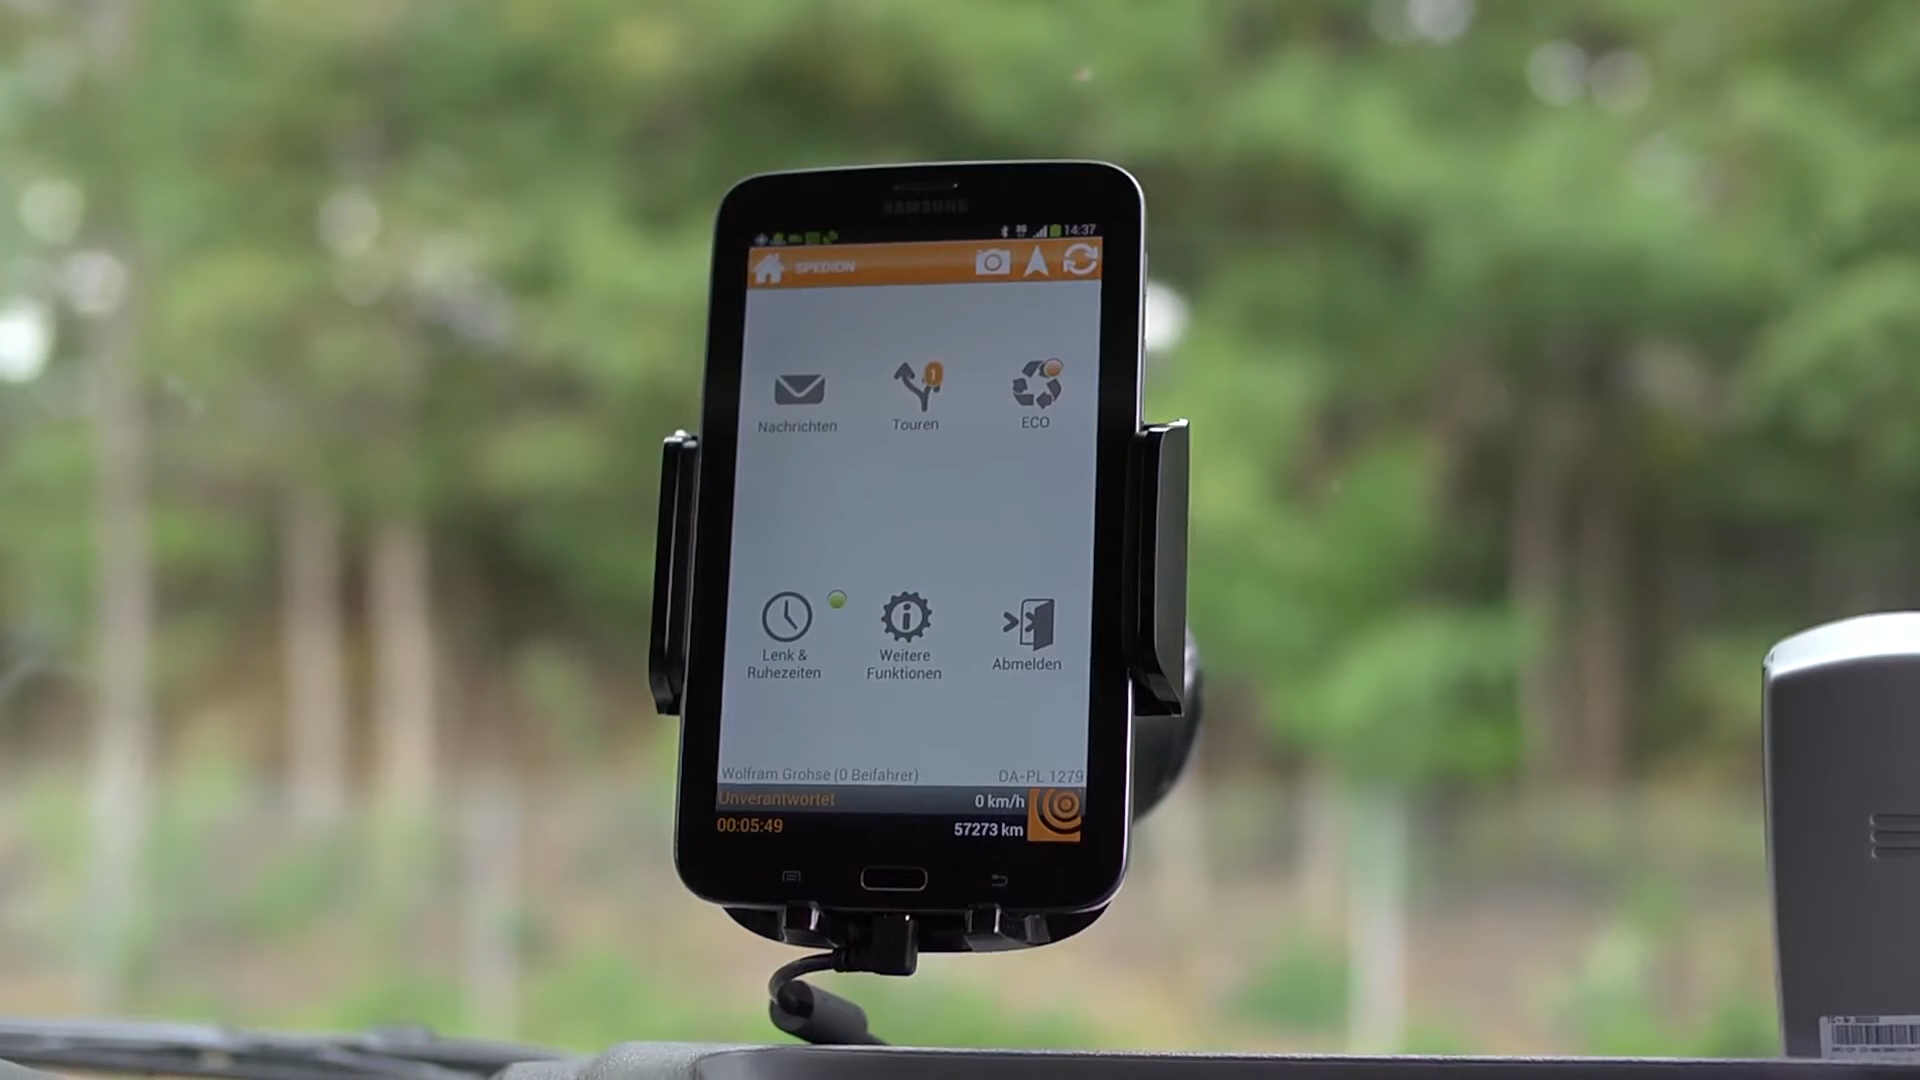 SAMSUNG
14:37
SPEDION
1
Nachrichten
Touren
ECO
Lenk &
Ruhezeiten
Weitere
Funktionen
Abmelden
Wolfram Grohse (0 Beifahrer)
DA-PL 1279
Unverantwortet
0 km/h
00:05:49
57273 km